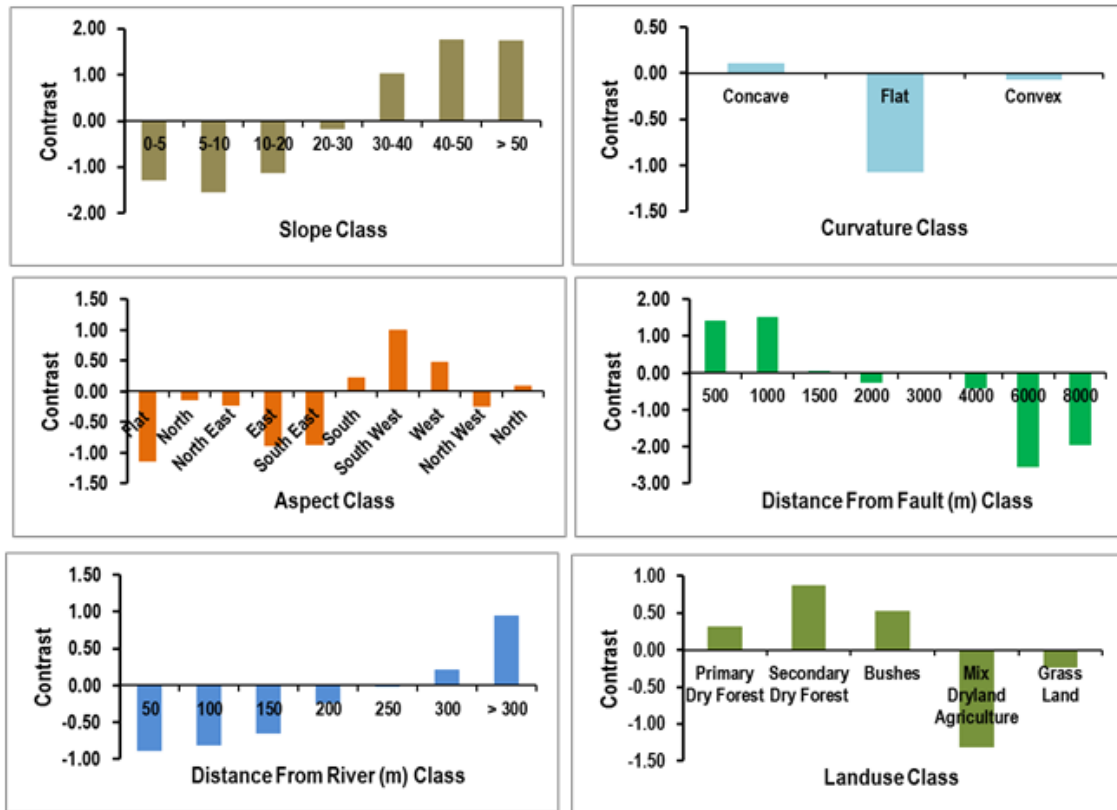 2.00
1.00
0.00
-1.00
-2.00
Contrast
0-5 5-10 10-20 20-30 30-40 40-50 > 50
Slope Class
0.50
0.00
-0.50
-1.00
-1.50
Contrast
Concave Flat Convex
Curvature Class
1.50
1.00
0.50
0.00
-0.50
-1.00
-1.50
Contrast
Flat North North East East South East South South West West North West North
Aspect Class
2.00
1.00
0.00
-1.00
-2.00
-3.00
Contrast
500 1000 1500 2000 3000 4000 6000 8000
Distance From Fault (m) Class
1.50
1.00
0.50
0.00
-0.50
-1.00
Contrast
50 100 150 200 250 300 > 300
Distance From River (m) Class
1.00
0.50
0.00
-0.50
-1.00
-1.50
Contrast
Primary Secondary Bushes Mix Grass
Dry Forest Dry Forest Dryland Land
Agriculture
Landuse Class